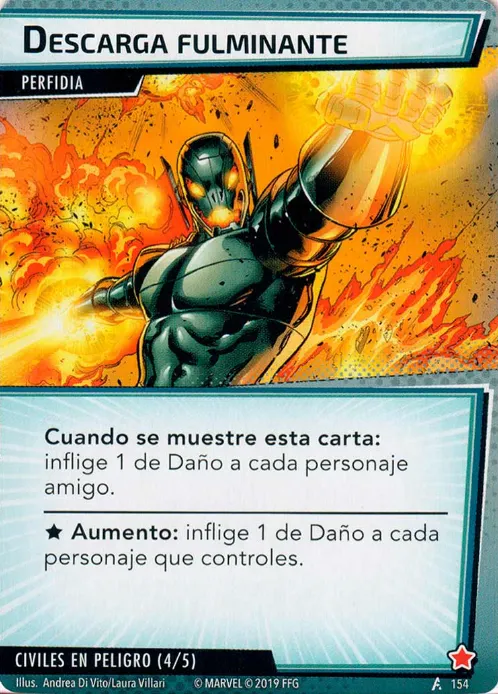 DESCARGA FULMINANTE
PERFIDIA
Cuando se muestre esta carta:
inflige 1 de Daño a cada personaje
amigo.
★ Aumento: inflige 1 de Daño a cada
personaje que controles.
CIVILES EN PELIGRO (4/5)
Illus. Andrea Di Vito/Laura Villari © MARVEL © 2019 FFG 154